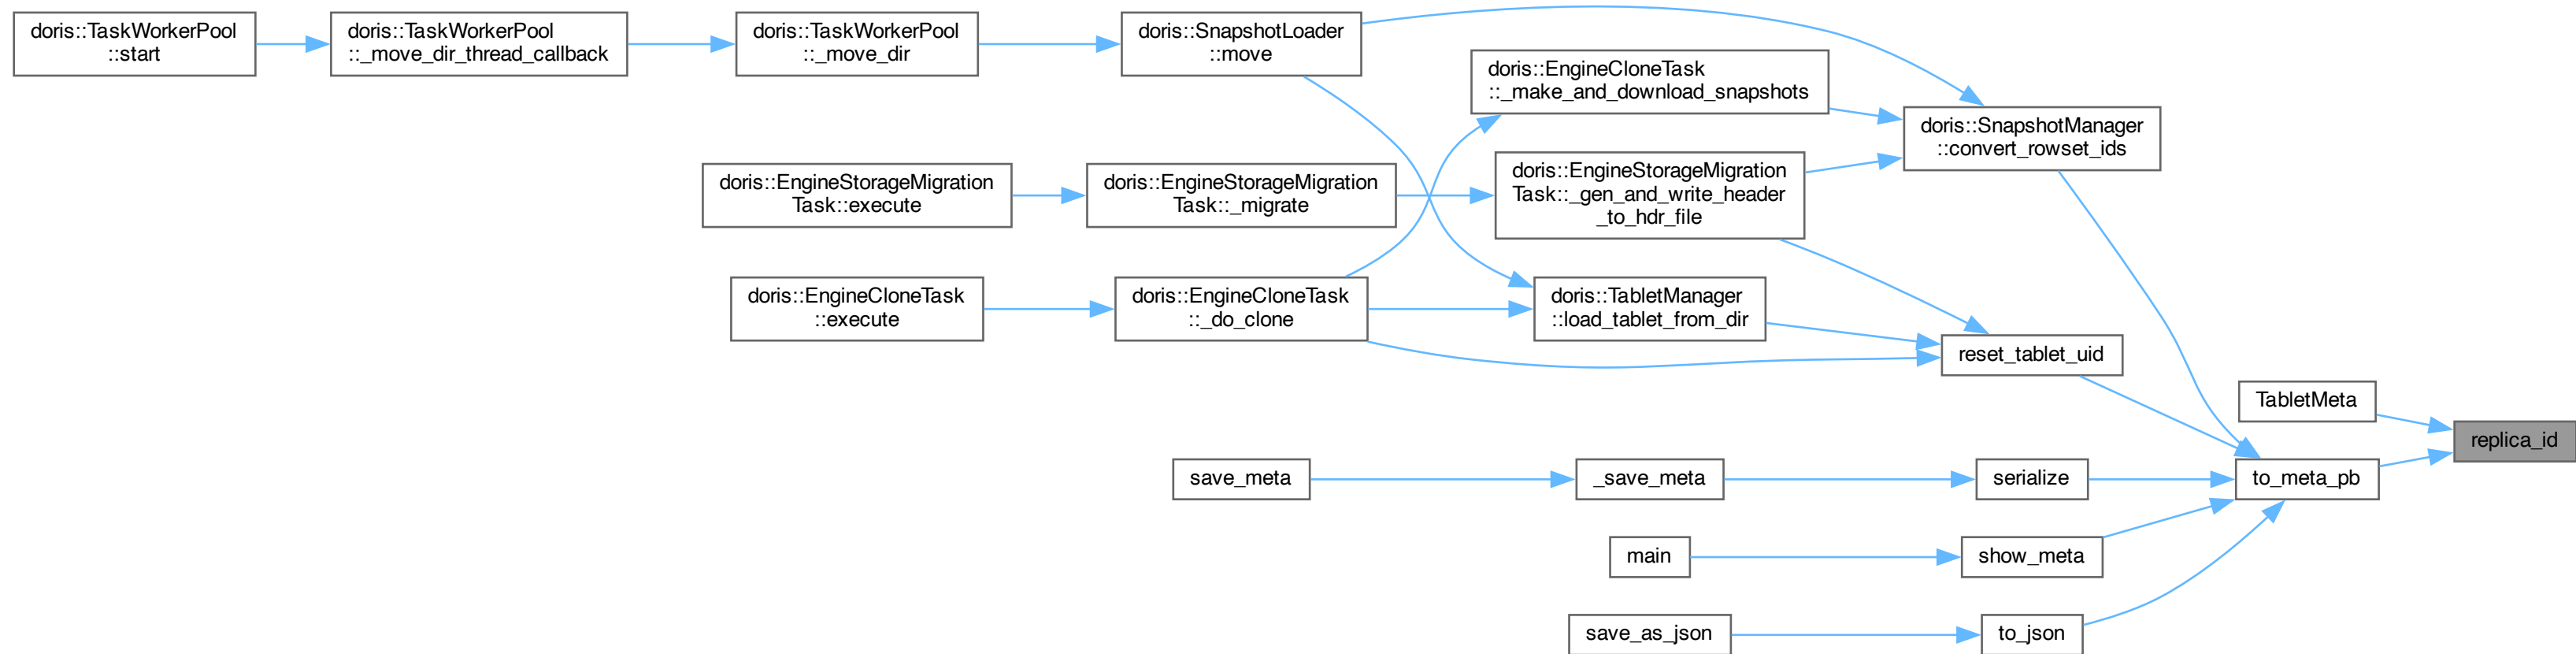 doris::TaskWorkerPool
::start
doris::TaskWorkerPool
::_move_dir_thread_callback
doris::TaskWorkerPool
::_move_dir
doris::SnapshotLoader
::move
doris::EngineCloneTask
::_make_and_download_snapshots
doris::SnapshotManager
::convert_rowset_ids
doris::EngineStorageMigration
Task::execute
doris::EngineStorageMigration
Task::_migrate
doris::EngineStorageMigration
Task::_gen_and_write_header
_to_hdr_file
doris::EngineCloneTask
::execute
doris::EngineCloneTask
::_do_clone
doris::TabletManager
::load_tablet_from_dir
reset_tablet_uid
TabletMeta
replica_id
save_meta
_save_meta
serialize
to_meta_pb
main
show_meta
save_as_json
to_json